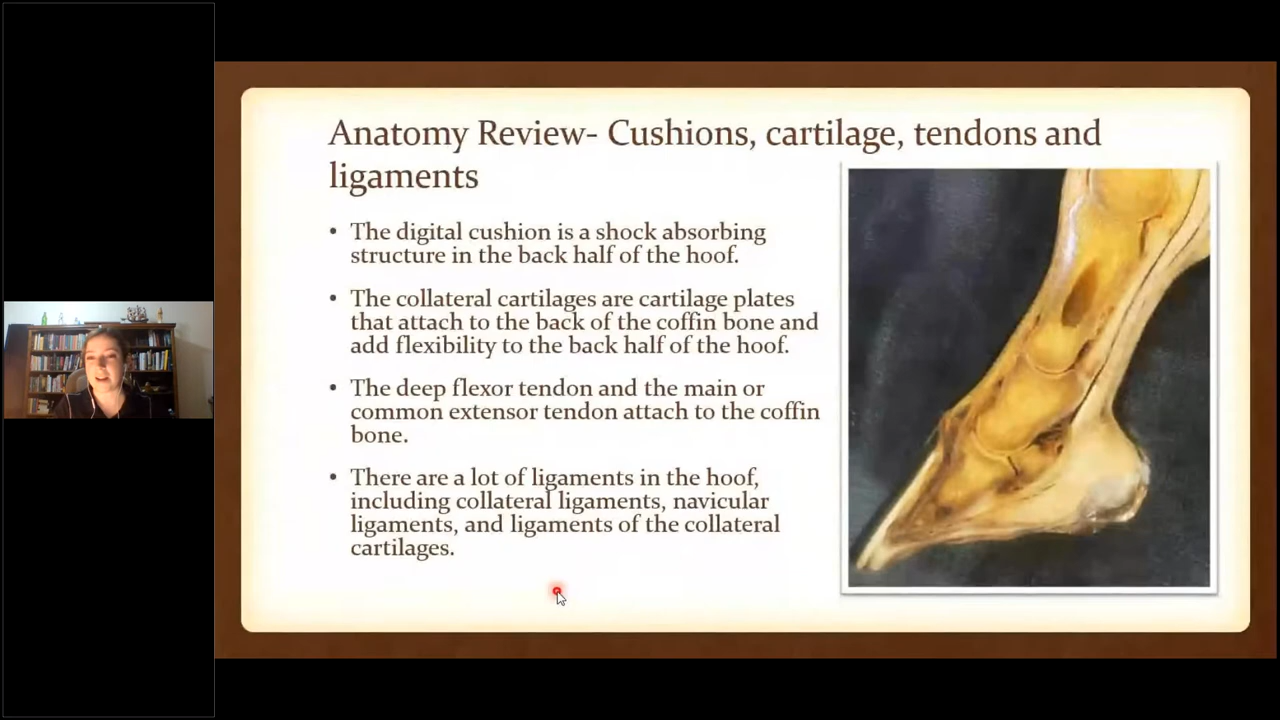 Anatomy Review- Cushions, cartilage, tendons and
ligaments
• The digital cushion is a shock absorbing
structure in the back half of the hoof.
• The collateral cartilages are cartilage plates
that attach to the back of the coffin bone and
add flexibility to the back half of the hoof.
• The deep flexor tendon and the main or
common extensor tendon attach to the coffin
bone.
• There are a lot of ligaments in the hoof,
including collateral ligaments, navicular
ligaments, and ligaments of the collateral
cartilages.